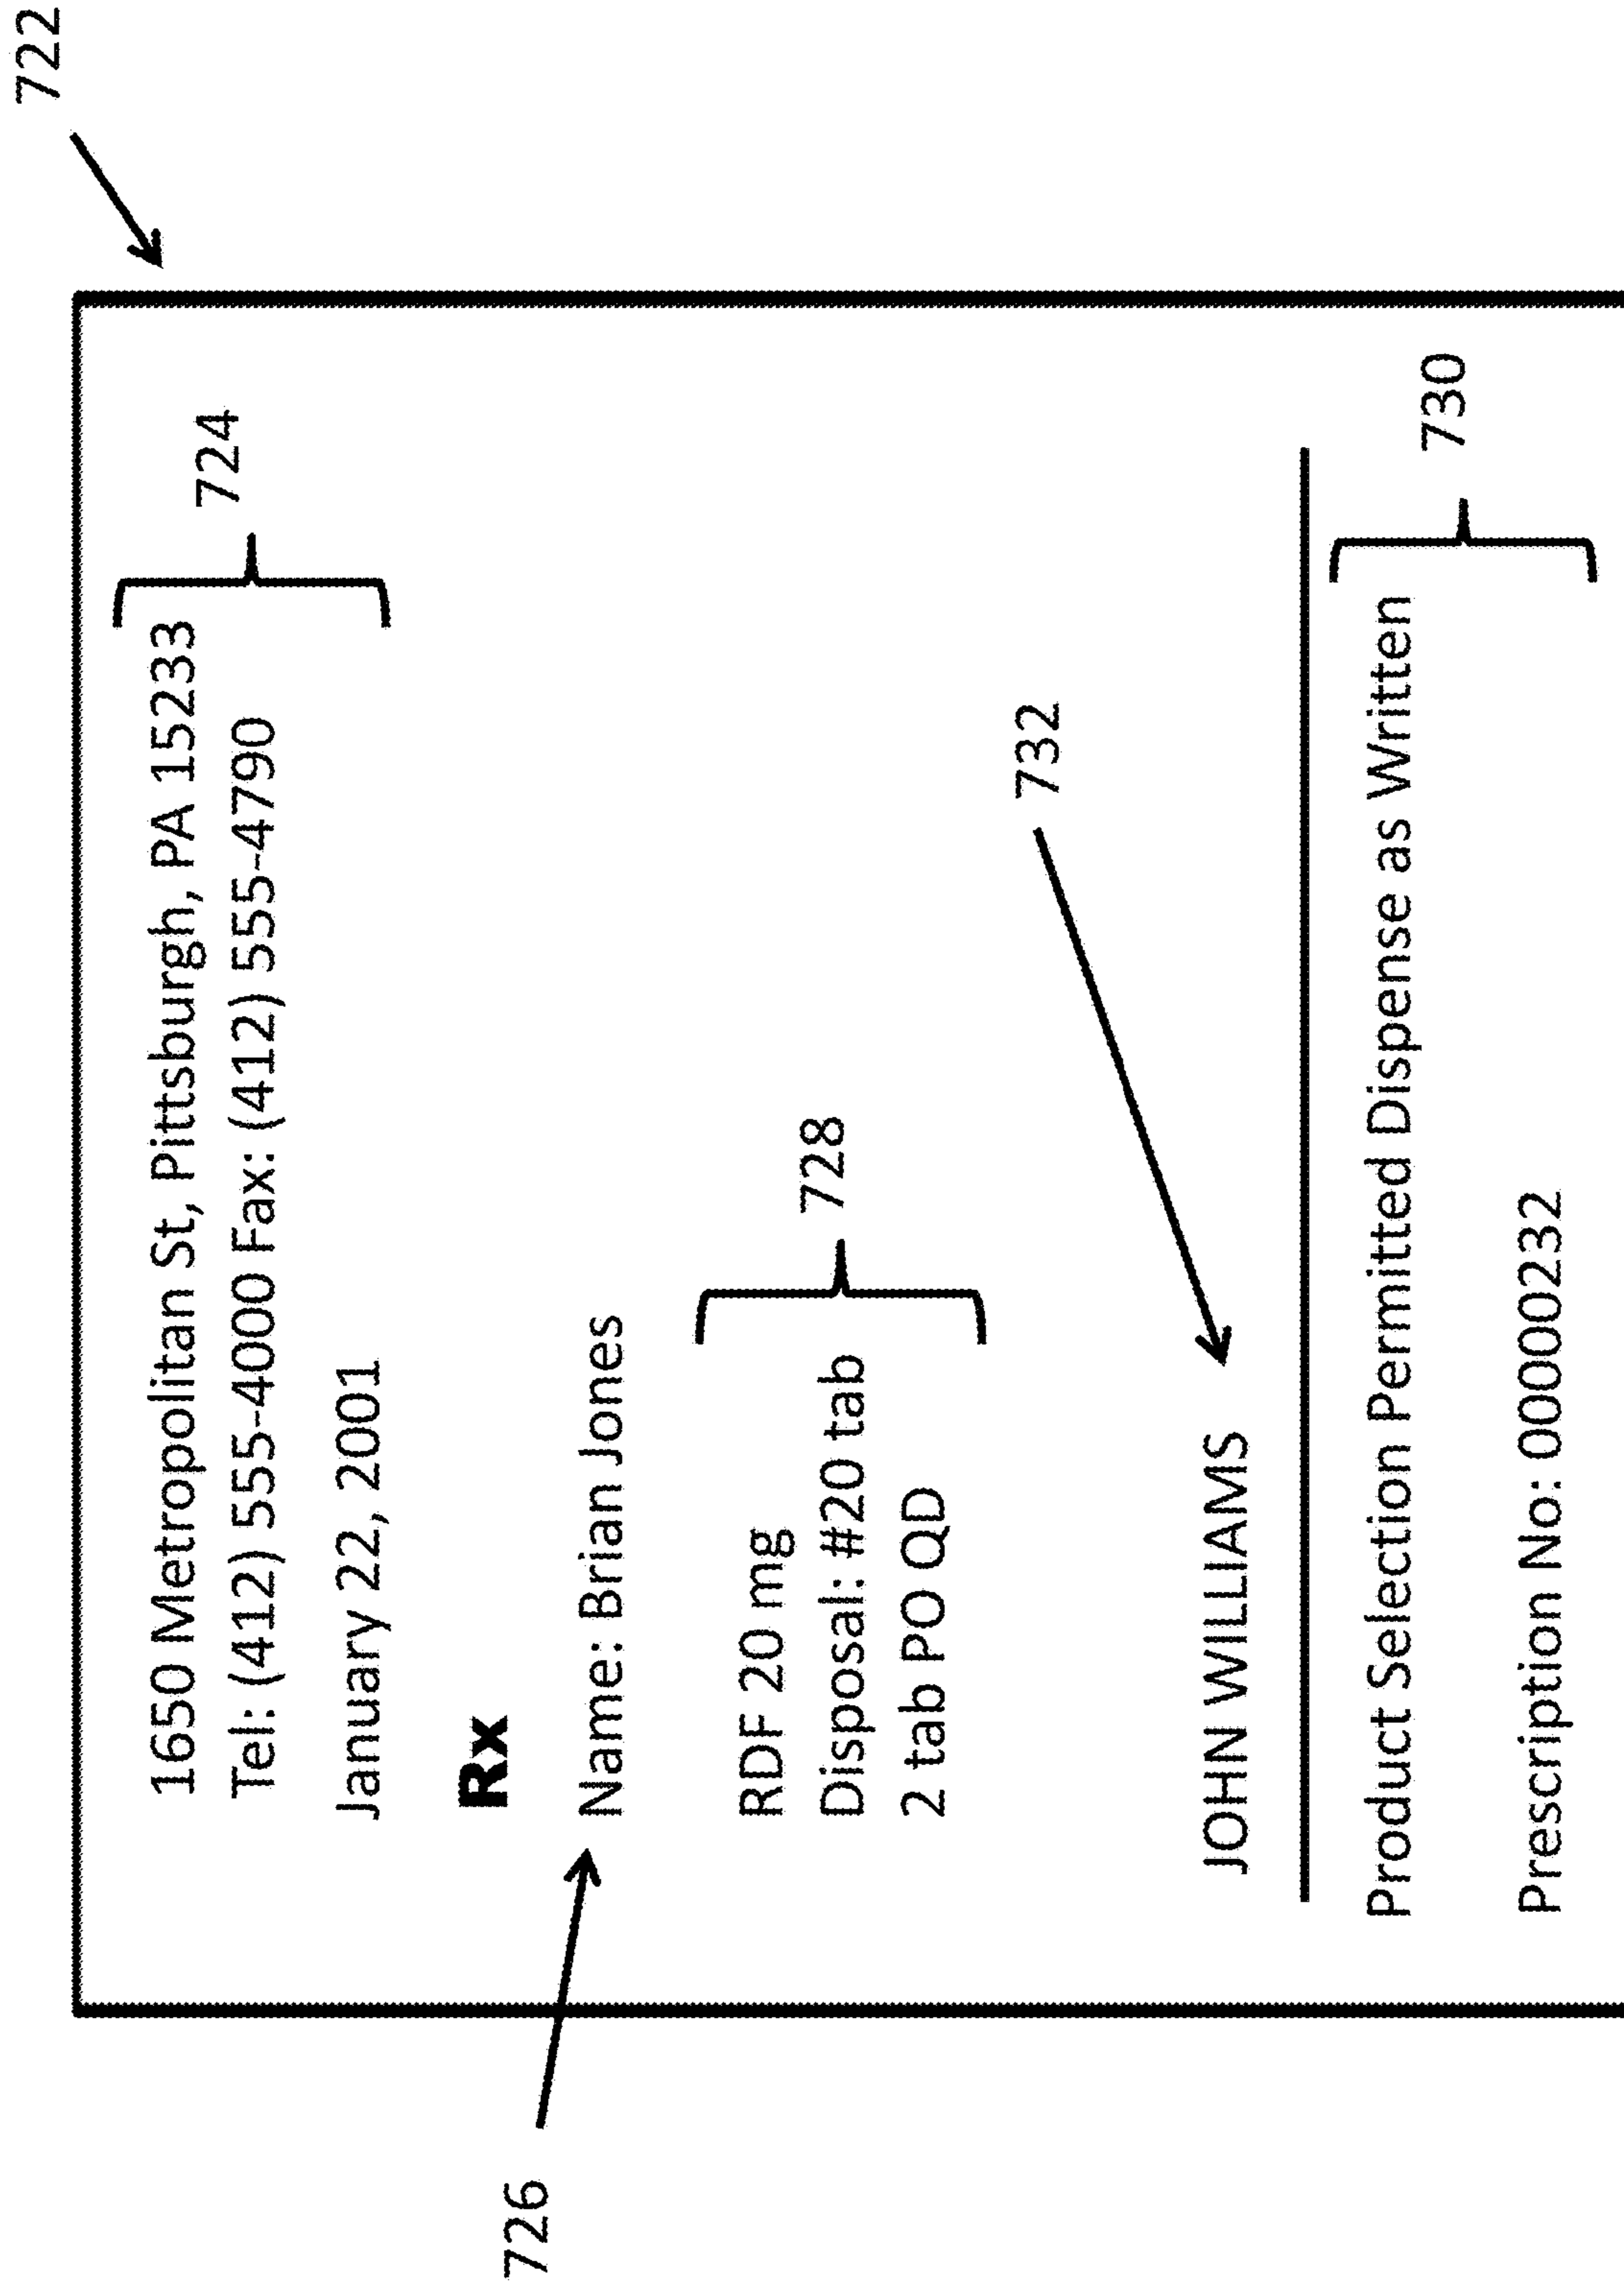 722
1650 Metropolitan St, Pittsburgh, PA 15233
Tel: (412) 555-4000 Fax: (412) 555-4790
724
January 22, 2001
Rx
726
Name: Brian Jones
RDF 20 mg
Disposal: #20 tab
2 tab PO QD
728
732
JOHN WILLIAMS
Product Selection Permitted Dispense as Written
730
Prescription No: 00000232